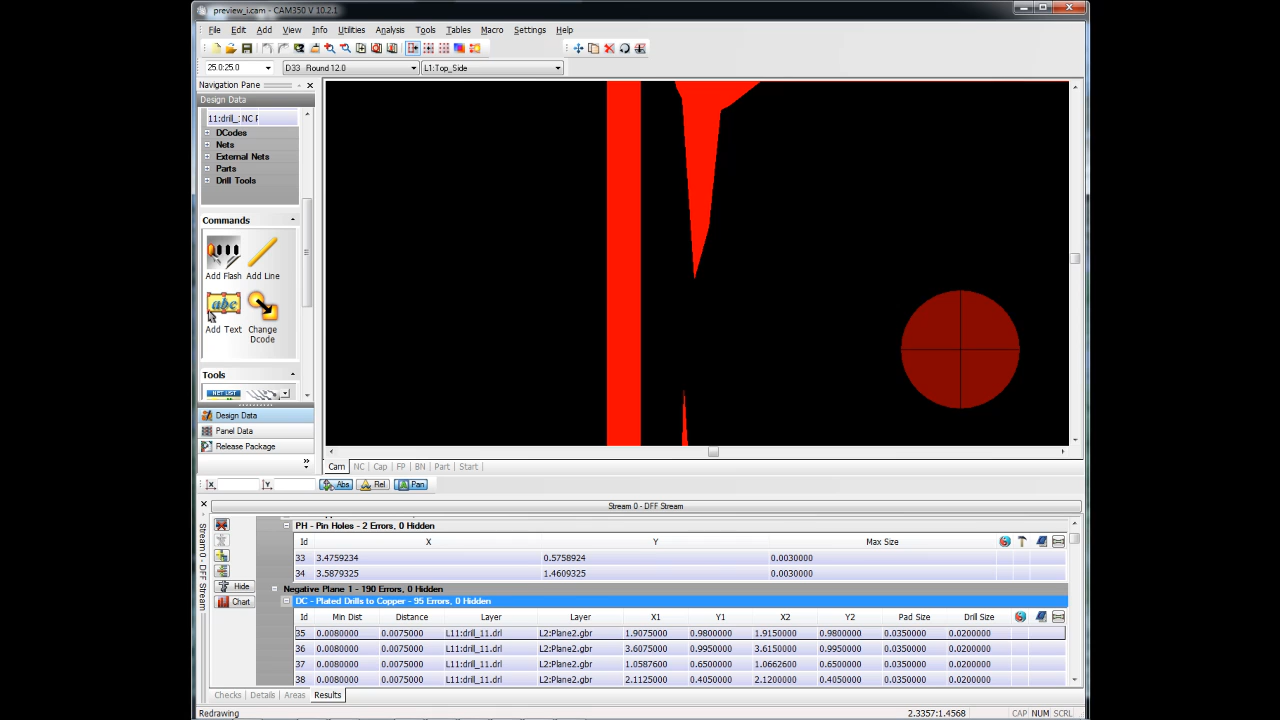 preview_i.cam - CAM350 V 10.2.1
File Edit Add View Info Utilities Analysis Tools Tables Macro Settings Help
25.0:25.0 D33 Round 12.0 L1:Top_Side
Navigation Pane
Design Data
11:drill_: NC F
DCodes
Nets
External Nets
Parts
Drill Tools
Commands
Add Flash Add Line
abc
Add Text Change Dcode
Tools
NET LIST
Design Data
Panel Data
Release Package
Cam NC Cap FP BN Part Start
X Y Abs Rel Pan
Stream 0 - DFF Stream
Stream 0 - DFF Stream
Hide
Chart
PH - Pin Holes - 2 Errors, 0 Hidden
Id X Y Max Size
33 3.4759234 0.5758924 0.0030000
34 3.5879325 1.4609325 0.0030000
Negative Plane 1 - 190 Errors, 0 Hidden
DC - Plated Drills to Copper - 95 Errors, 0 Hidden
Id Min Dist Distance Layer Layer X1 Y1 X2 Y2 Pad Size Drill Size
35 0.0080000 0.0075000 L11:drill_11.drl L2:Plane2.gbr 1.9075000 0.9800000 1.9150000 0.9800000 0.0350000 0.0200000
36 0.0080000 0.0075000 L11:drill_11.drl L2:Plane2.gbr 3.6075000 0.9950000 3.6150000 0.9950000 0.0350000 0.0200000
37 0.0080000 0.0075000 L11:drill_11.drl L2:Plane2.gbr 1.0587600 0.6500000 1.0662600 0.6500000 0.0350000 0.0200000
38 0.0080000 0.0075000 L11:drill_11.drl L2:Plane2.gbr 2.1125000 0.4050000 2.1200000 0.4050000 0.0350000 0.0200000
Checks Details Areas Results
Redrawing 2.3357:1.4568 CAP NUM SCRL